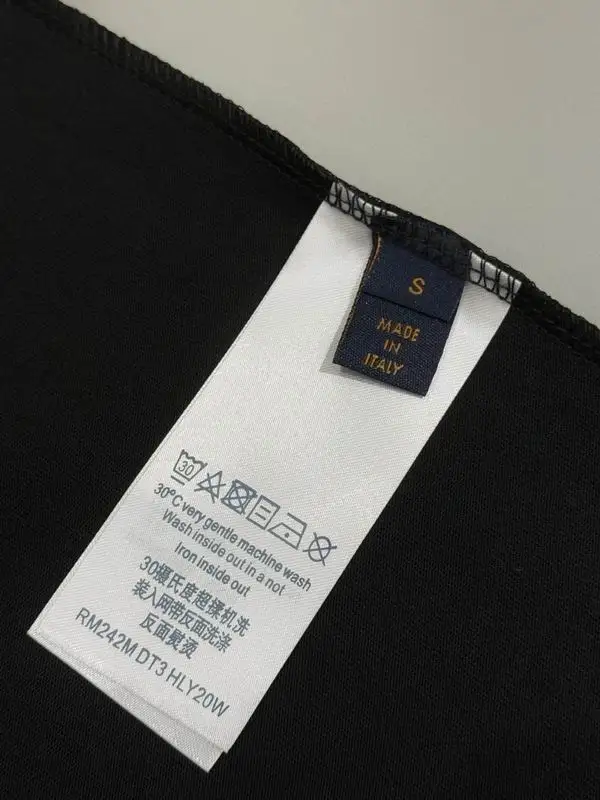 S
MADE
IN
ITALY
30
30°C very gentle machine wash
Wash inside out in a not
Iron inside out
30摄氏度超揉机洗
装入网带反面洗涤
反面熨烫
RM242M DT3 HLY20W